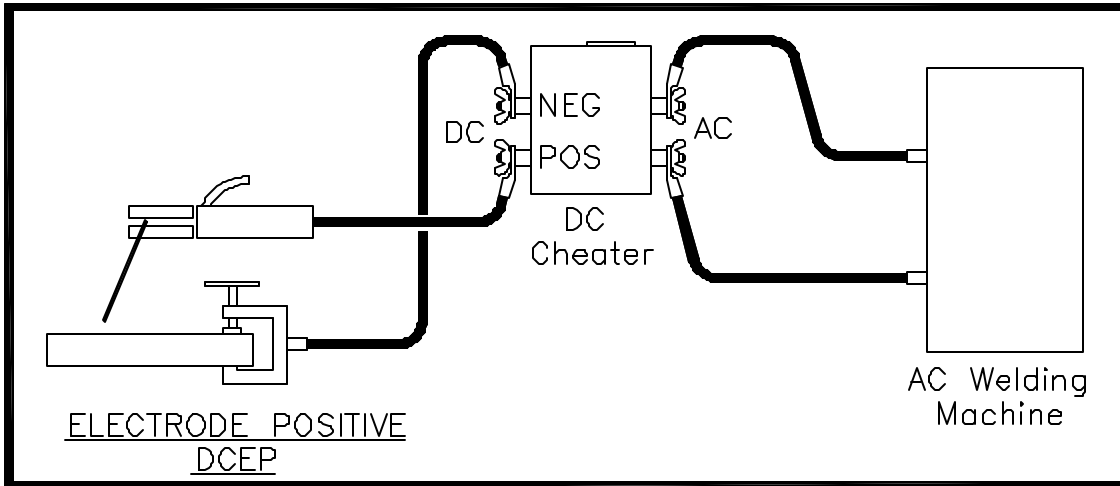 NEG
DC
AC
POS
DC
Cheater
AC Welding
Machine
ELECTRODE POSITIVE
DCEP